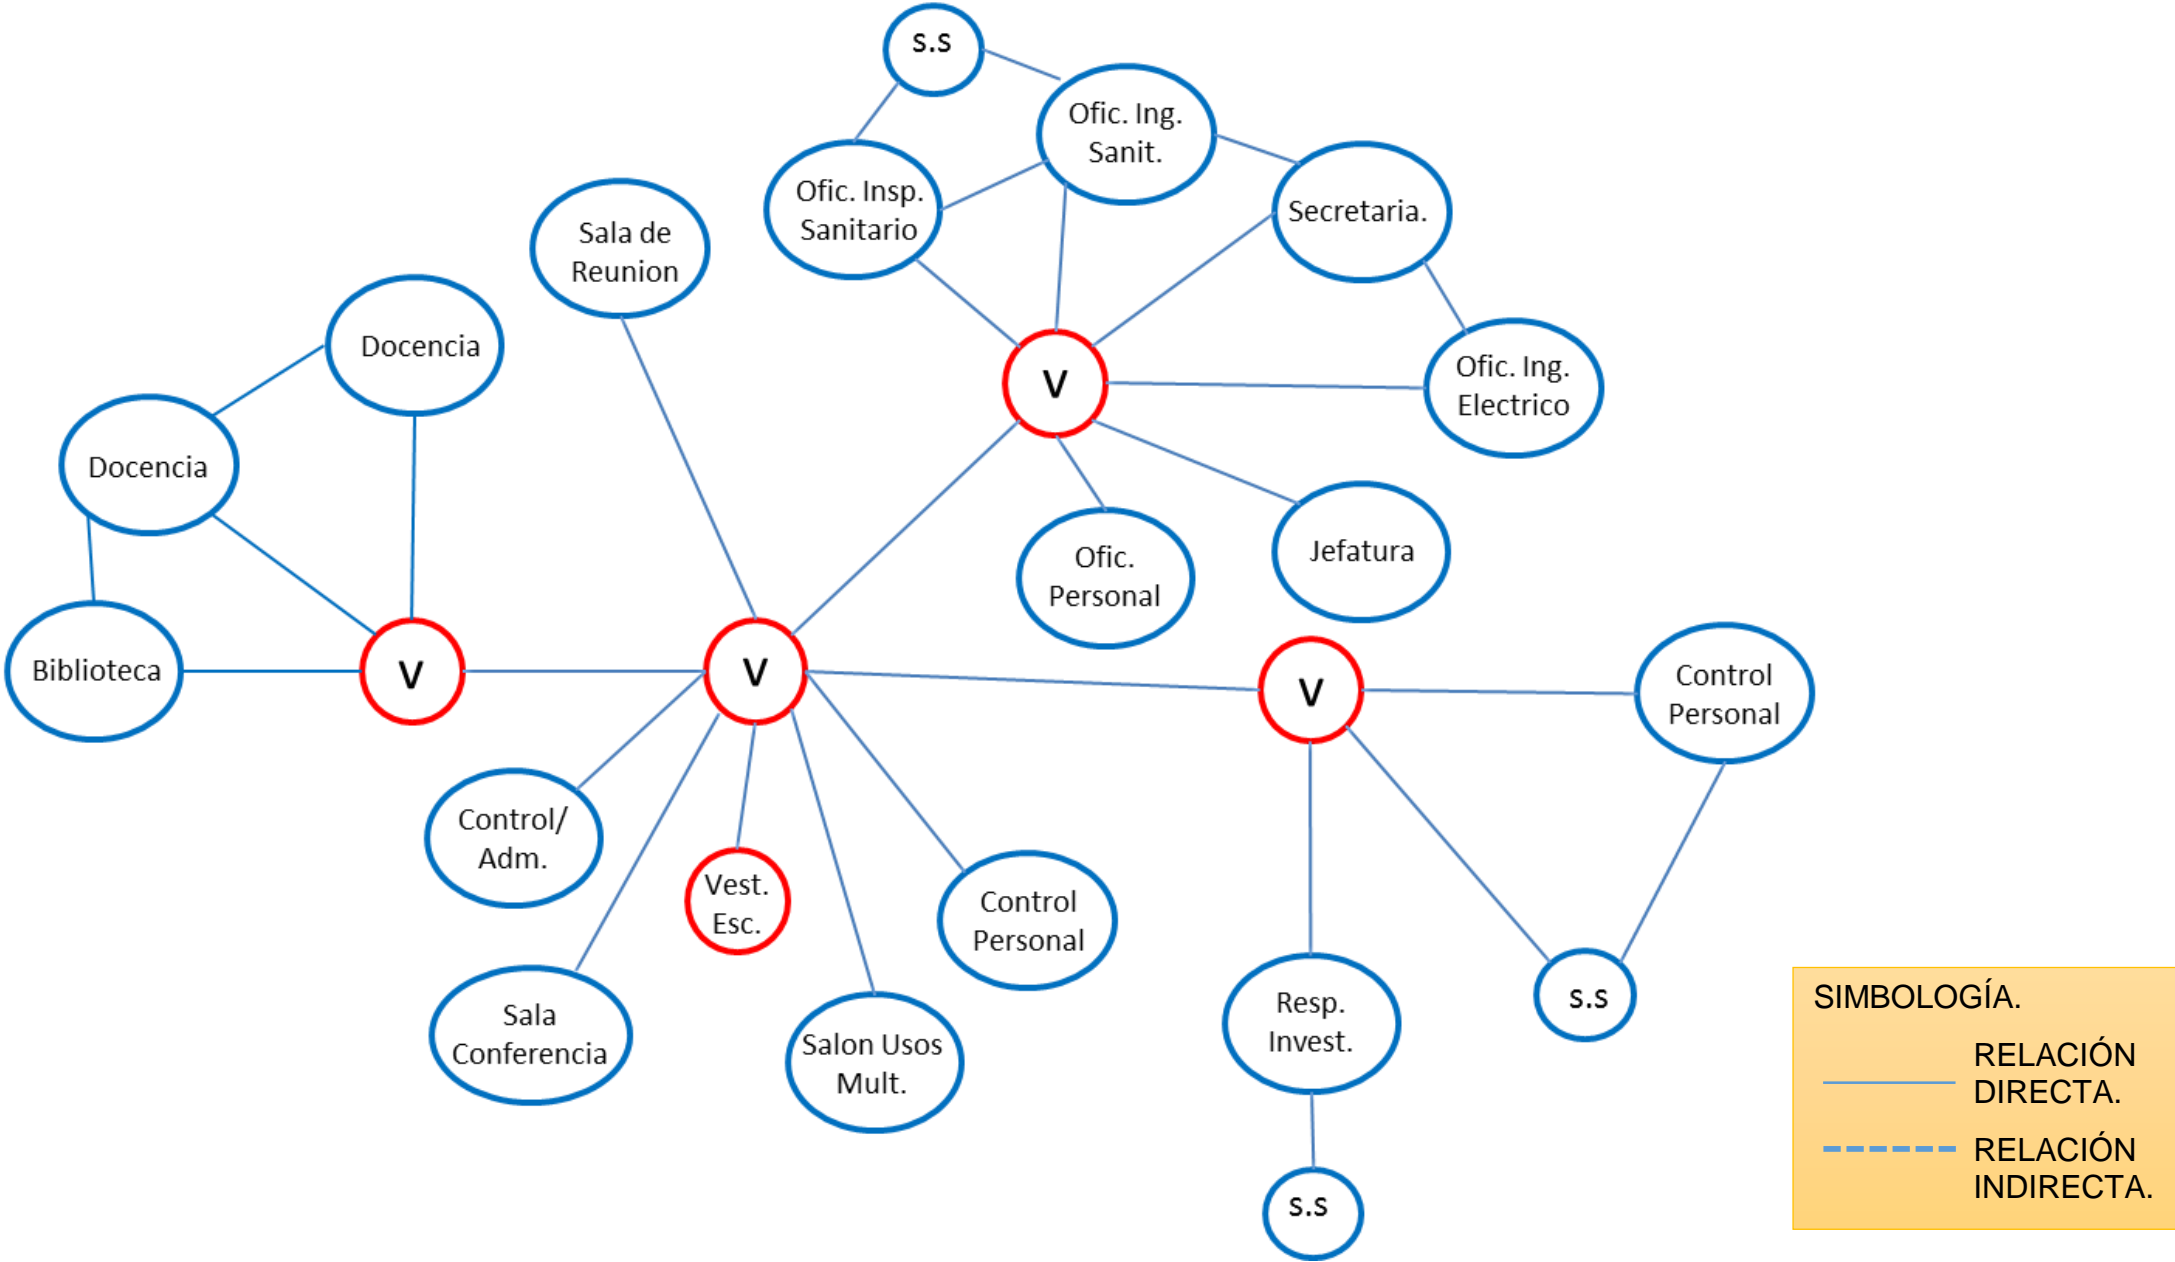 s.s
Ofic. Ing.
Sanit.
Ofic. Insp.
Sanitario
Secretaria.
Sala de
Reunion
Docencia
Ofic. Ing.
Electrico
V
Docencia
Ofic.
Personal
Jefatura
Biblioteca
V
V
V
Control
Personal
Control/
Adm.
Vest.
Esc.
Control
Personal
Sala
Conferencia
Salon Usos
Mult.
Resp.
Invest.
s.s
s.s
SIMBOLOGÍA.
RELACIÓN
DIRECTA.
RELACIÓN
INDIRECTA.